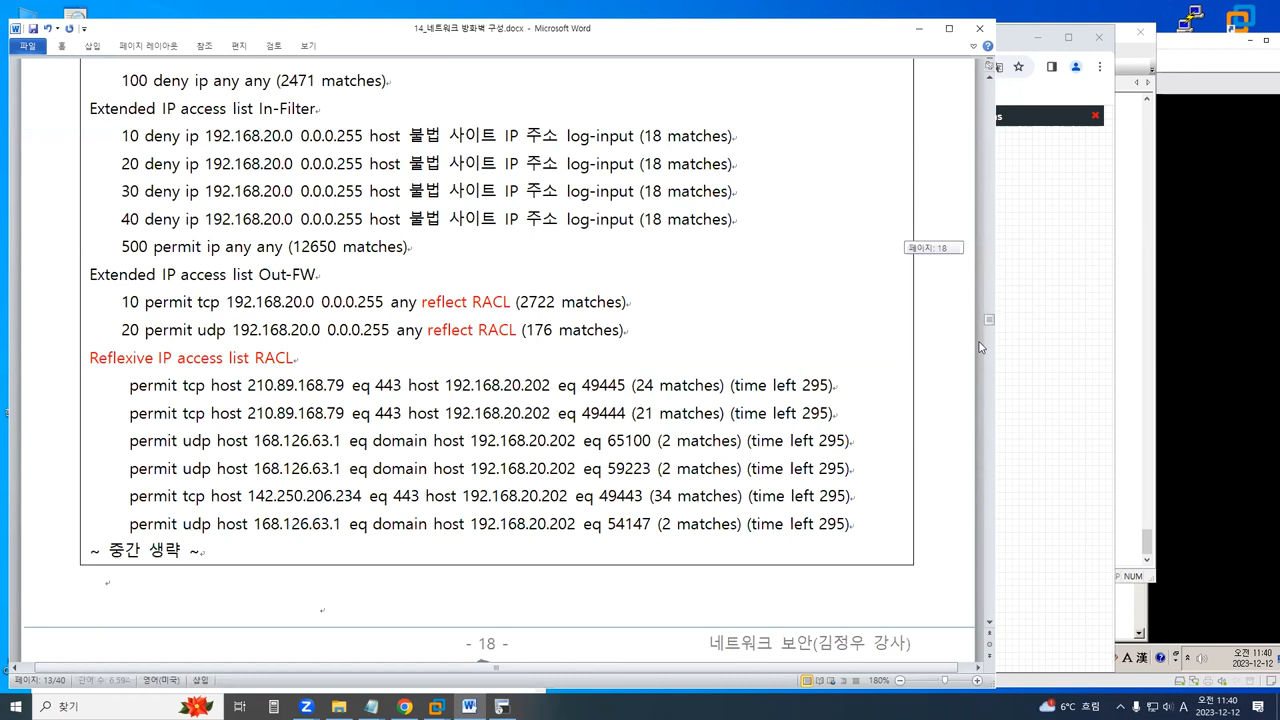 14_네트워크 방화벽 구성.docx - Microsoft Word
파일 홈 삽입 페이지 레이아웃 참조 편지 검토 보기
100 deny ip any any (2471 matches)
Extended IP access list In-Filter
10 deny ip 192.168.20.0 0.0.0.255 host 불법 사이트 IP 주소 log-input (18 matches)
20 deny ip 192.168.20.0 0.0.0.255 host 불법 사이트 IP 주소 log-input (18 matches)
30 deny ip 192.168.20.0 0.0.0.255 host 불법 사이트 IP 주소 log-input (18 matches)
40 deny ip 192.168.20.0 0.0.0.255 host 불법 사이트 IP 주소 log-input (18 matches)
500 permit ip any any (12650 matches)
페이지: 18
Extended IP access list Out-FW
10 permit tcp 192.168.20.0 0.0.0.255 any reflect RACL (2722 matches)
20 permit udp 192.168.20.0 0.0.0.255 any reflect RACL (176 matches)
Reflexive IP access list RACL
permit tcp host 210.89.168.79 eq 443 host 192.168.20.202 eq 49445 (24 matches) (time left 295)
permit tcp host 210.89.168.79 eq 443 host 192.168.20.202 eq 49444 (21 matches) (time left 295)
permit udp host 168.126.63.1 eq domain host 192.168.20.202 eq 65100 (2 matches) (time left 295)
permit udp host 168.126.63.1 eq domain host 192.168.20.202 eq 59223 (2 matches) (time left 295)
permit tcp host 142.250.206.234 eq 443 host 192.168.20.202 eq 49443 (34 matches) (time left 295)
permit udp host 168.126.63.1 eq domain host 192.168.20.202 eq 54147 (2 matches) (time left 295)
~ 중간 생략 ~
- 18 -
네트워크 보안(김정우 강사)
페이지: 13/40 단어 수: 6,594 영어(미국) 삽입 180%
NUM
A 漢
오전 11:40
2023-12-12
찾기
6°C 흐림
A
오전 11:40
2023-12-12